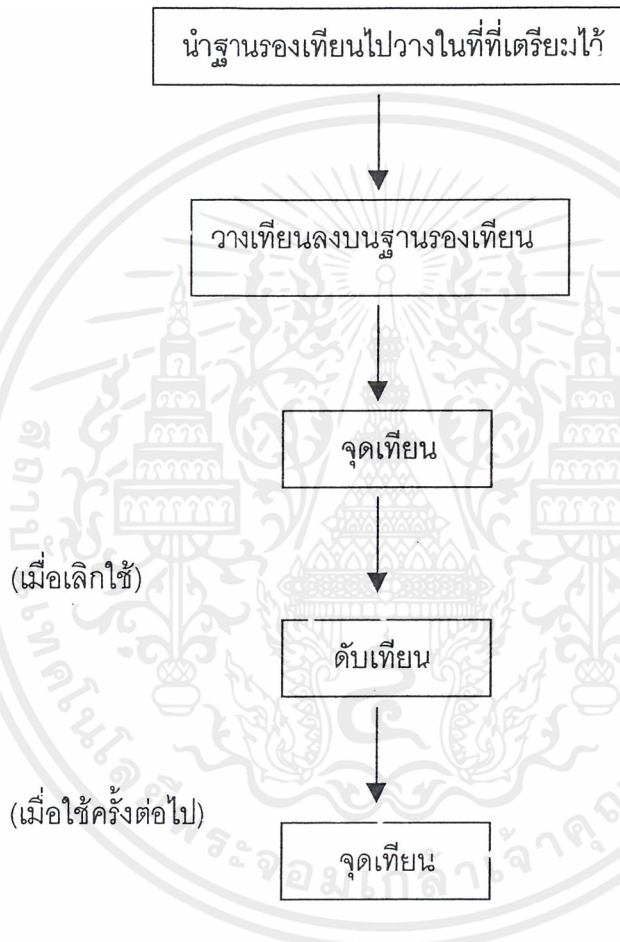 นำฐานรองเทียนไปวางในที่ที่เตรียมไว้
วางเทียนลงบนฐานรองเทียน
จุดเทียน
(เมื่อเลิกใช้)
ดับเทียน
(เมื่อใช้ครั้งต่อไป)
จุดเทียน